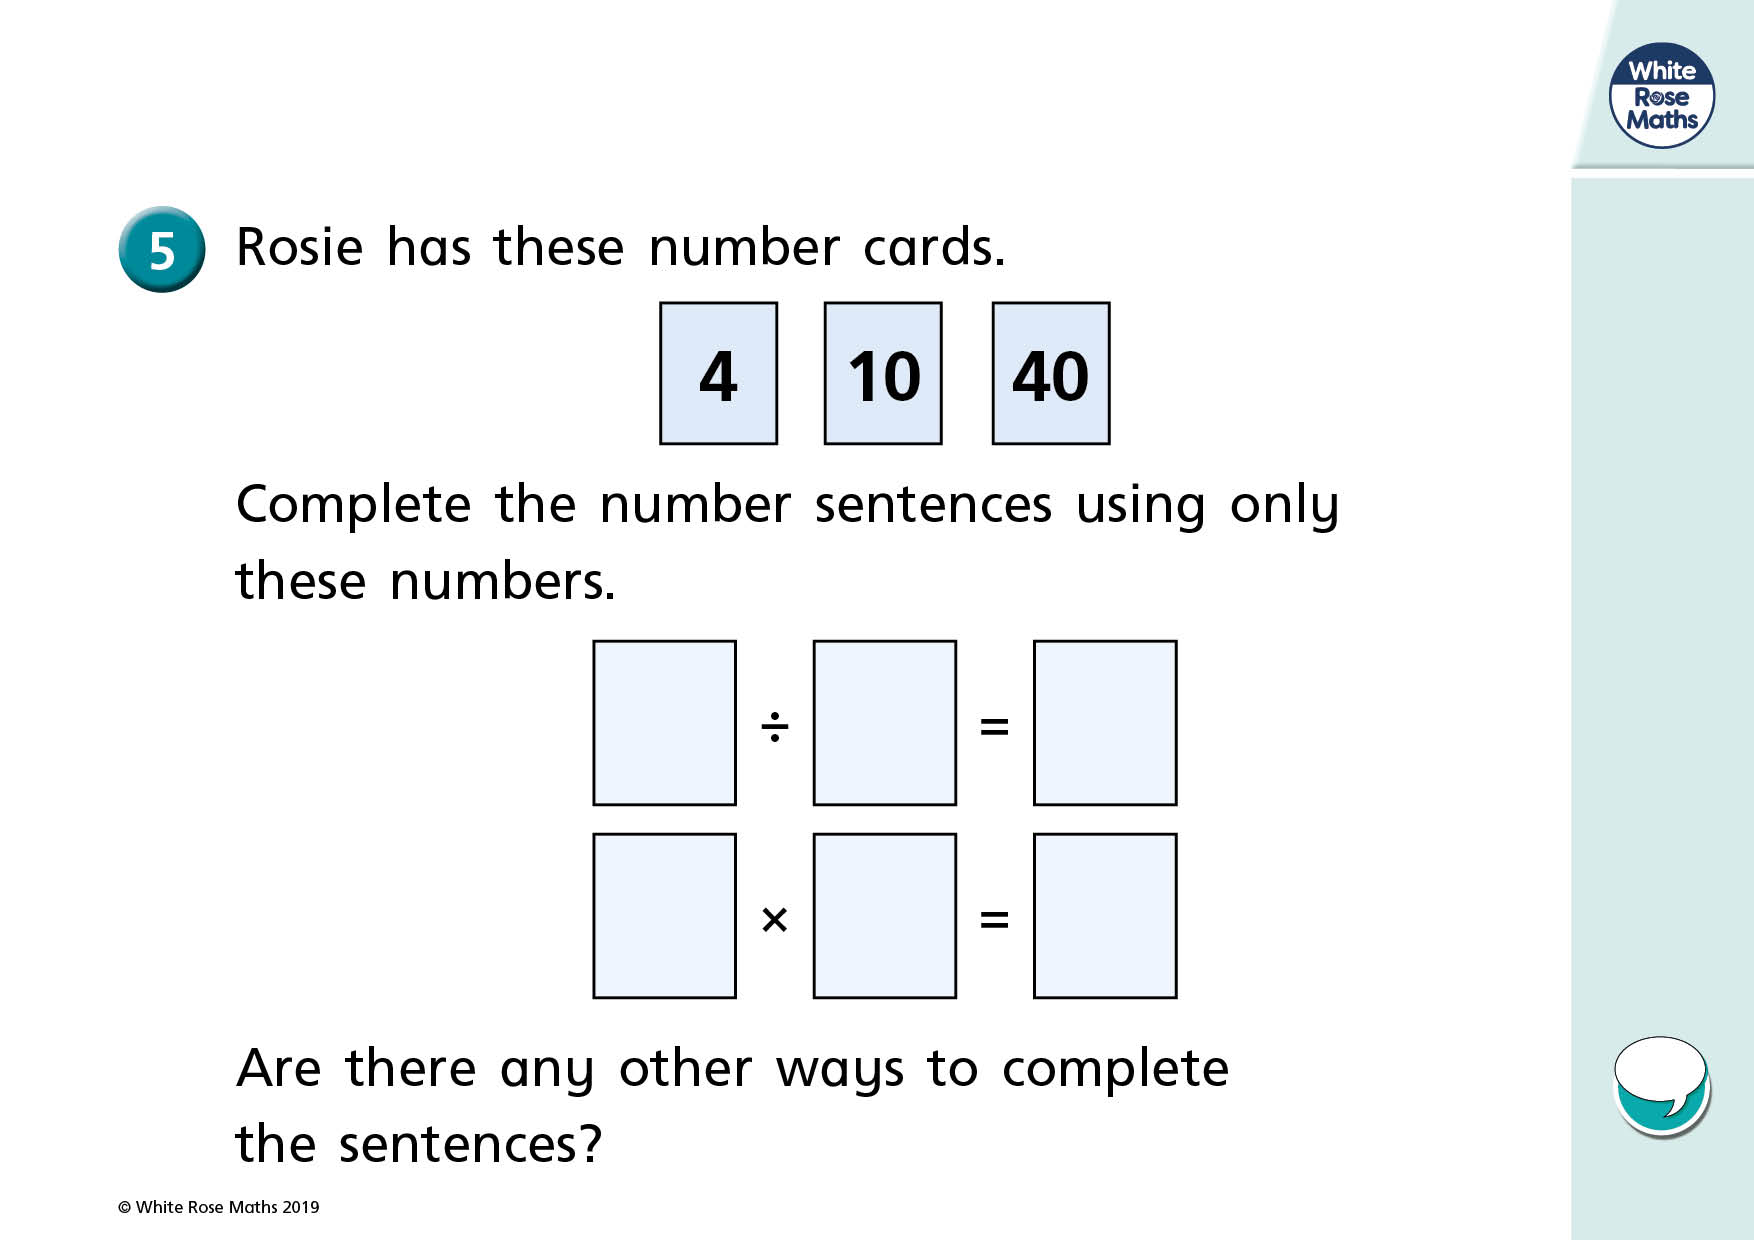 White
Rose
Maths
5 Rosie has these number cards.
4 10 40
Complete the number sentences using only
these numbers.
÷ =
× =
Are there any other ways to complete
the sentences?
© White Rose Maths 2019